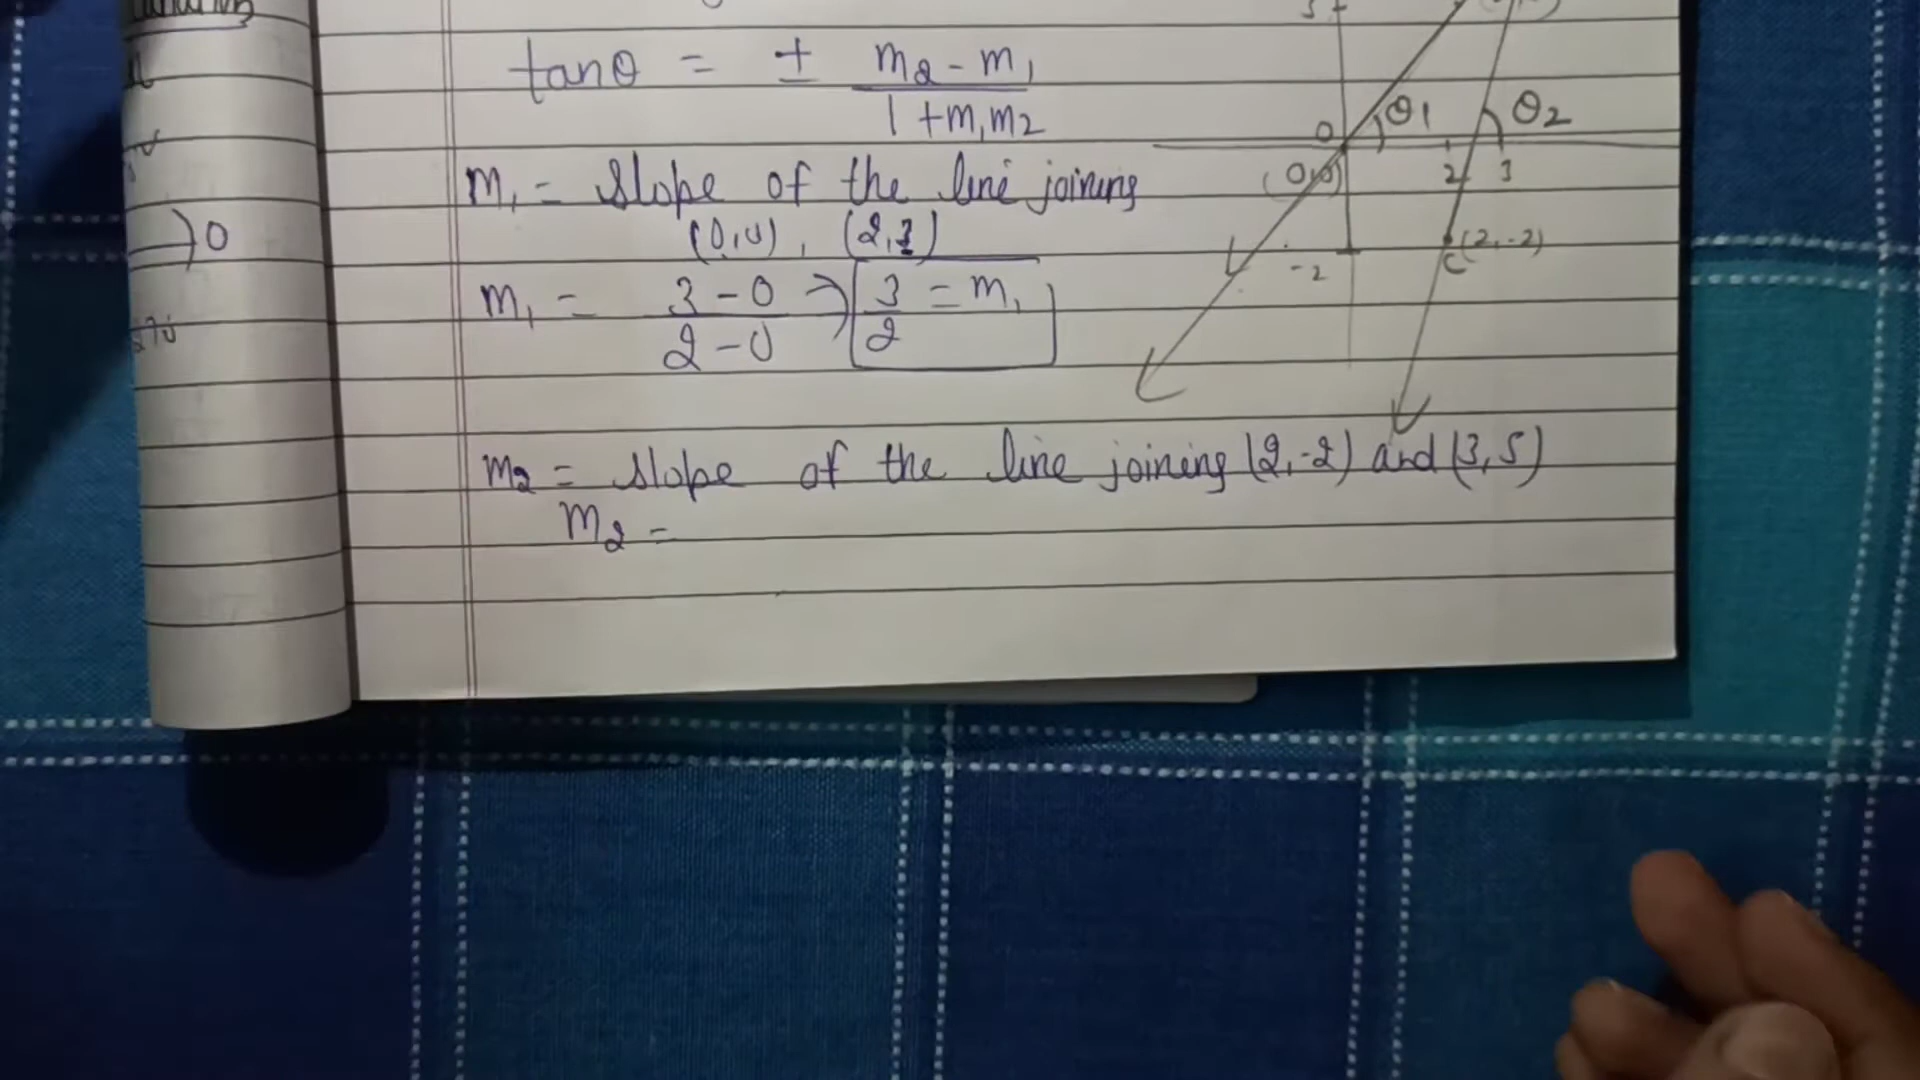 tanθ = ± m2 - m1
1 + m1m2
m1 = Slope of the line joining
(0,0), (2,3)
m1 = 3 - 0 → 3 = m1
2 - 0 2
m2 = slope of the line joining (2,-2) and (3,5)
m2 =
θ1 θ2
0
(0,0) 2 3
-2 C (2,-2)
0